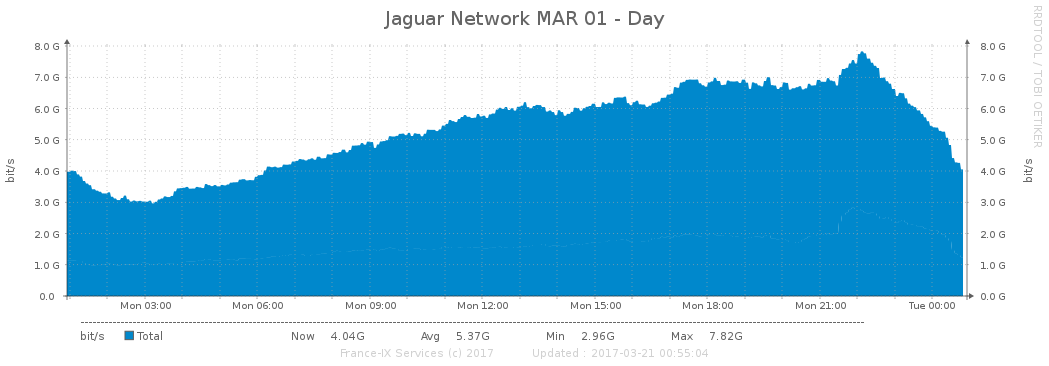 Jaguar Network MAR 01 - Day
RRDTOOL / TOBI OETIKER
8.0 G 8.0 G
7.0 G 7.0 G
6.0 G 6.0 G
5.0 G 5.0 G
4.0 G 4.0 G
3.0 G 3.0 G
2.0 G 2.0 G
1.0 G 1.0 G
0.0 0.0 G
bit/s
bit/s
Mon 03:00 Mon 06:00 Mon 09:00 Mon 12:00 Mon 15:00 Mon 18:00 Mon 21:00 Tue 00:00
bit/s Total Now 4.04G Avg 5.37G Min 2.96G Max 7.82G
France-IX Services (c) 2017 Updated : 2017-03-21 00:55:04